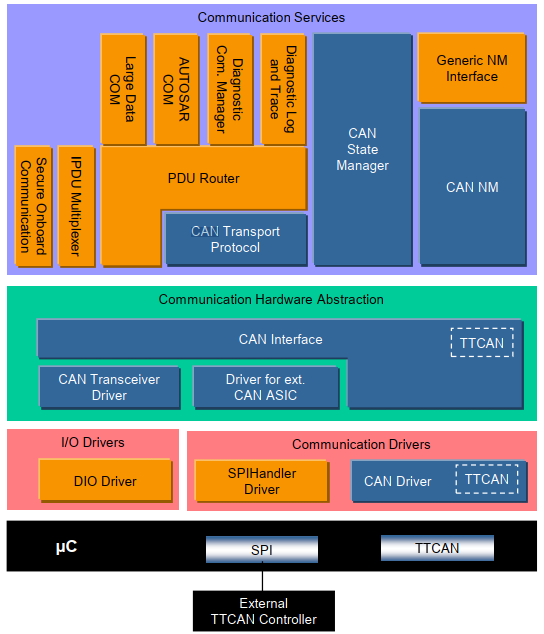 Communication Services
Large Data
COM
AUTOSAR
COM
Diagnostic
Com. Manager
Diagnostic Log
and Trace
CAN
State
Manager
Generic NM
Interface
Secure Onboard
Communication
IPDU Multiplexer
PDU Router
CAN NM
CAN Transport
Protocol
Communication Hardware Abstraction
CAN Interface
TTCAN
CAN Transceiver
Driver
Driver for ext.
CAN ASIC
I/O Drivers
Communication Drivers
DIO Driver
SPIHandler
Driver
CAN Driver
TTCAN
µC
SPI
TTCAN
External
TTCAN Controller